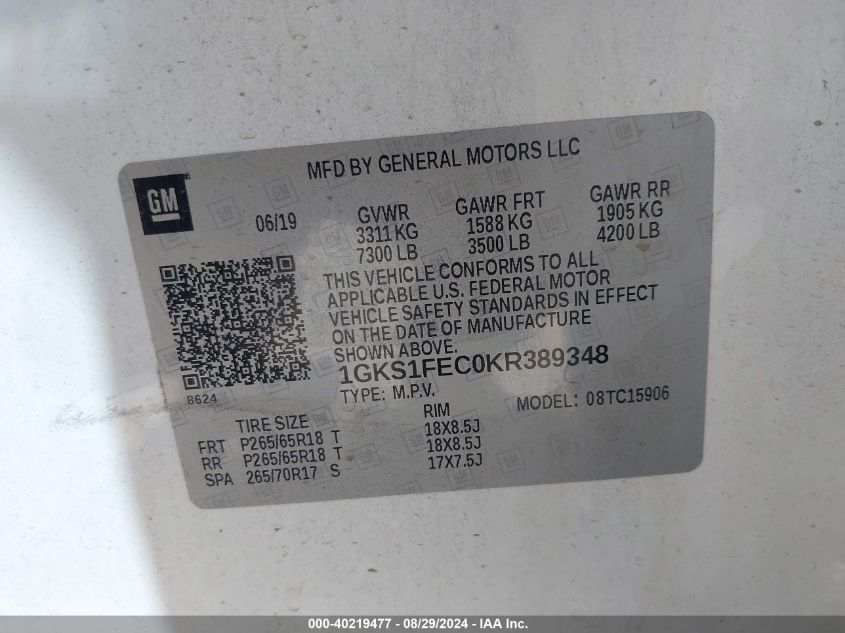 MFD BY GENERAL MOTORS LLC
GM
06/19
GVWR GAWR FRT GAWR RR
3311 KG 1588 KG 1905 KG
7300 LB 3500 LB 4200 LB
THIS VEHICLE CONFORMS TO ALL
APPLICABLE U.S. FEDERAL MOTOR
VEHICLE SAFETY STANDARDS IN EFFECT
ON THE DATE OF MANUFACTURE
SHOWN ABOVE.
1GKS1FEC0KR389348
8624
TYPE: M.P.V. MODEL: 08TC15906
TIRE SIZE RIM
FRT P265/65R18 T 18X8.5J
RR P265/65R18 T 18X8.5J
SPA 265/70R17 S 17X7.5J
000-40219477 - 08/29/2024 - IAA Inc.